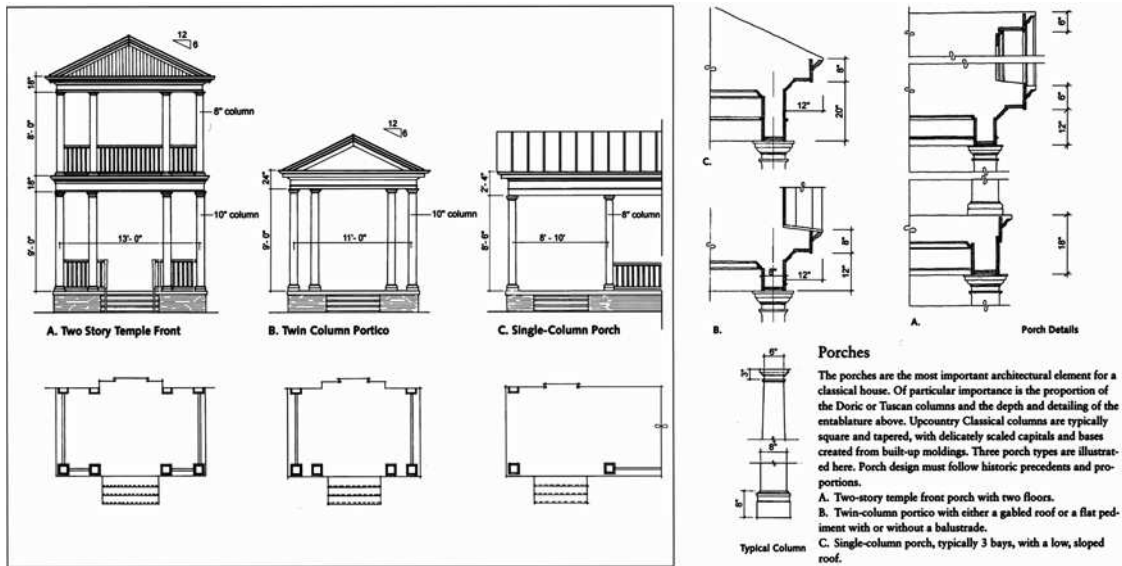 12
6
18"
8" column
8'- 0"
18"
10" column
9'- 0"
13'- 0"
A. Two Story Temple Front
12
6
24"
10" column
9'- 0"
11'- 0"
B. Twin Column Portico
2'- 4"
8" column
8'- 6"
8' - 10'
C. Single-Column Porch
8"
12"
20"
C.
8"
12"
12"
B.
6"
12"
18"
A.
Porch Details
6"
3"
8"
8"
Typical Column
Porches
The porches are the most important architectural element for a
classical house. Of particular importance is the proportion of
the Doric or Tuscan columns and the depth and detailing of the
entablature above. Upcountry Classical columns are typically
square and tapered, with delicately scaled capitals and bases
created from built-up moldings. Three porch types are illustrat-
ed here. Porch design must follow historic precedents and pro-
portions.
A. Two-story temple front porch with two floors.
B. Twin-column portico with either a gabled roof or a flat ped-
iment with or without a balustrade.
C. Single-column porch, typically 3 bays, with a low, sloped
roof.